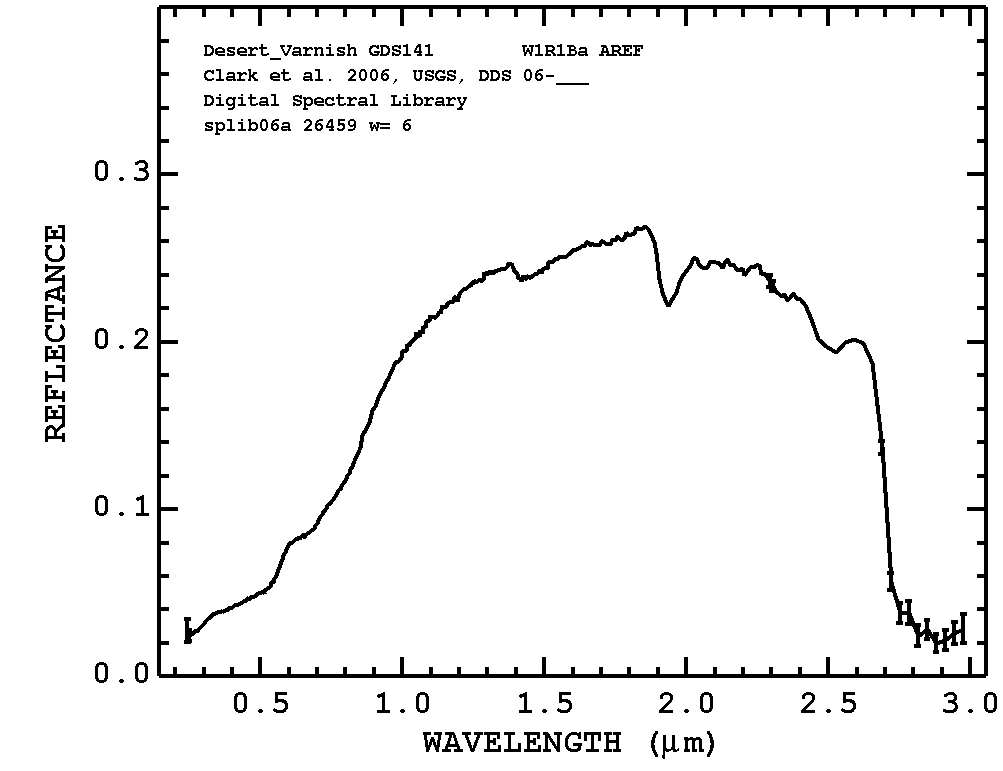 Desert_Varnish GDS141 W1R1Ba AREF
Clark et al. 2006, USGS, DDS 06-___
Digital Spectral Library
splib06a 26459 w= 6
0.3
0.2
0.1
0.0
REFLECTANCE
0.5 1.0 1.5 2.0 2.5 3.0
WAVELENGTH (μm)